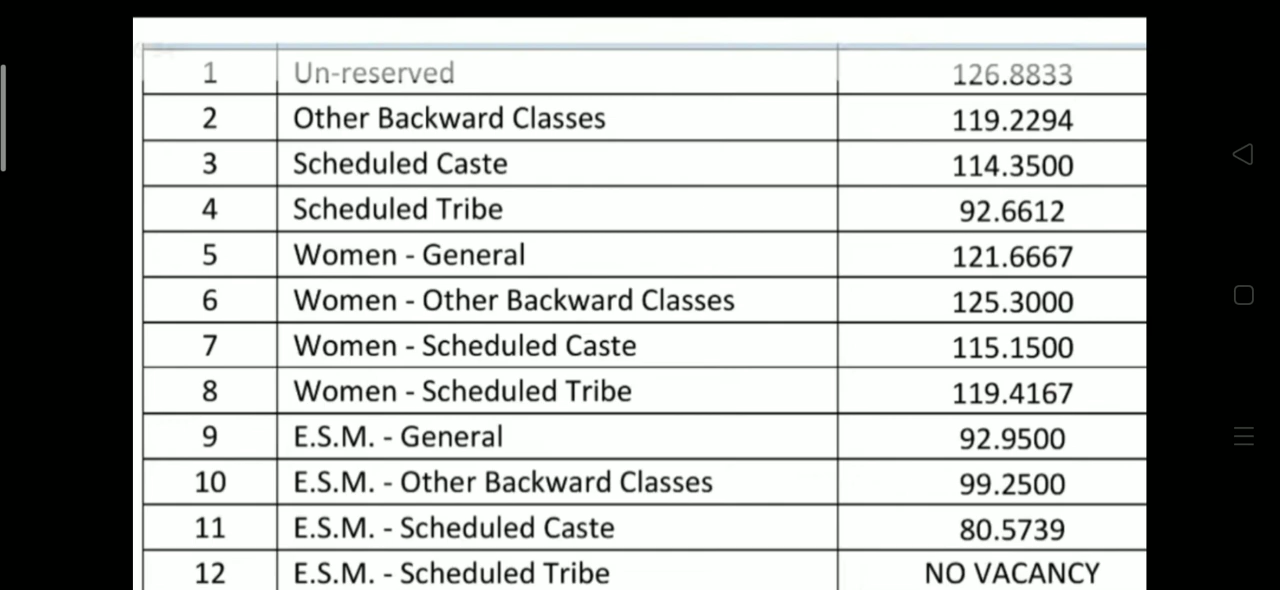 1 Un-reserved 126.8833
2 Other Backward Classes 119.2294
3 Scheduled Caste 114.3500
4 Scheduled Tribe 92.6612
5 Women - General 121.6667
6 Women - Other Backward Classes 125.3000
7 Women - Scheduled Caste 115.1500
8 Women - Scheduled Tribe 119.4167
9 E.S.M. - General 92.9500
10 E.S.M. - Other Backward Classes 99.2500
11 E.S.M. - Scheduled Caste 80.5739
12 E.S.M. - Scheduled Tribe NO VACANCY